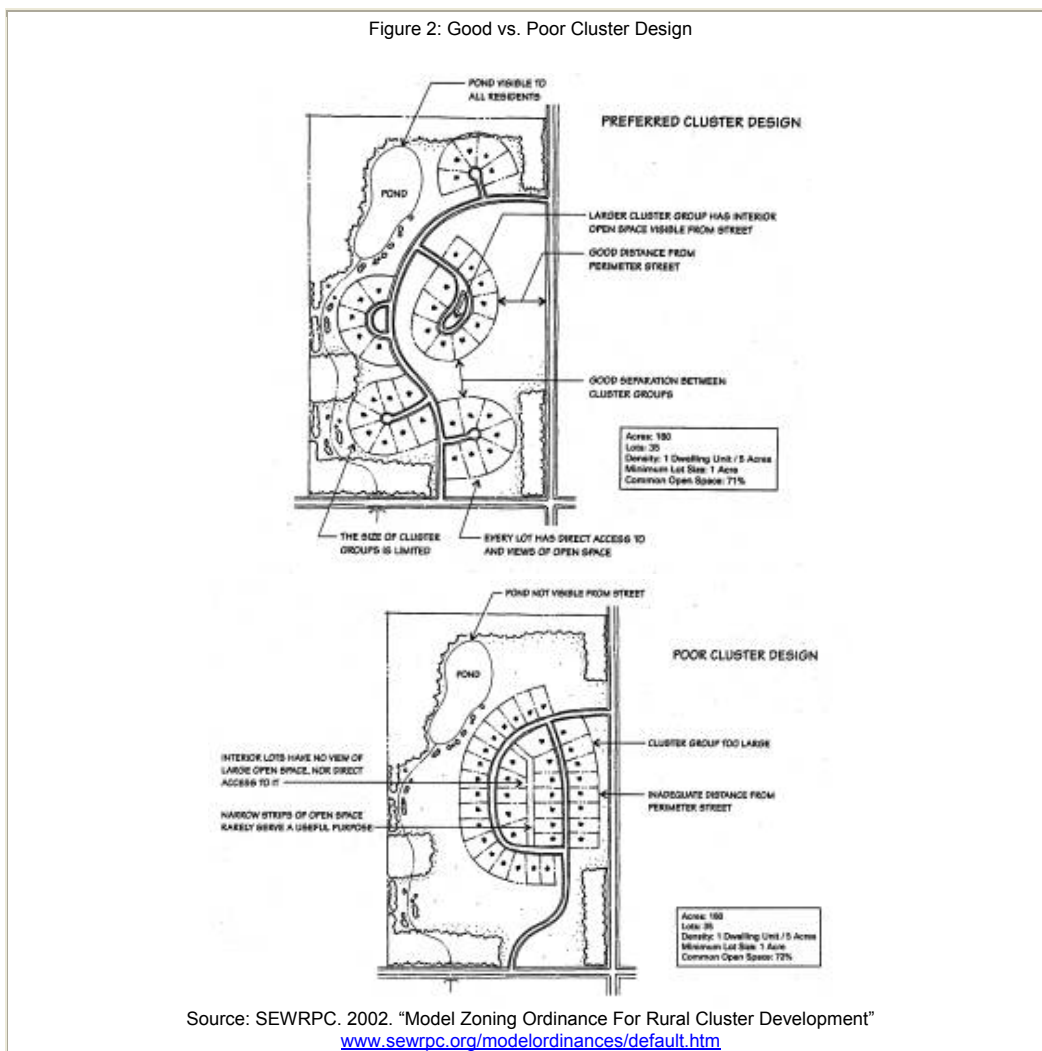 Figure 2: Good vs. Poor Cluster Design
POND VISIBLE TO
ALL RESIDENTS
PREFERRED CLUSTER DESIGN
POND
LARGER CLUSTER GROUP HAS INTERIOR
OPEN SPACE VISIBLE FROM STREET
GOOD DISTANCE FROM
PERIMETER STREET
GOOD SEPARATION BETWEEN
CLUSTER GROUPS
Acres: 160
Lots: 35
Density: 1 Dwelling Unit / 5 Acres
Minimum Lot Size: 1 Acre
Common Open Space: 71%
THE SIZE OF CLUSTER
GROUPS IS LIMITED
EVERY LOT HAS DIRECT ACCESS TO
AND VIEWS OF OPEN SPACE
POND NOT VISIBLE FROM STREET
POOR CLUSTER DESIGN
POND
CLUSTER GROUP TOO LARGE
INTERIOR LOTS HAVE NO VIEW OF
LARGE OPEN SPACE, NOR DIRECT
ACCESS TO IT
INADEQUATE DISTANCE FROM
PERIMETER STREET
NARROW STRIPS OF OPEN SPACE
RARELY SERVE A USEFUL PURPOSE
Acres: 160
Lots: 35
Density: 1 Dwelling Unit / 5 Acres
Minimum Lot Size: 1 Acre
Common Open Space: 72%
Source: SEWRPC. 2002. “Model Zoning Ordinance For Rural Cluster Development”
www.sewrpc.org/modelordinances/default.htm